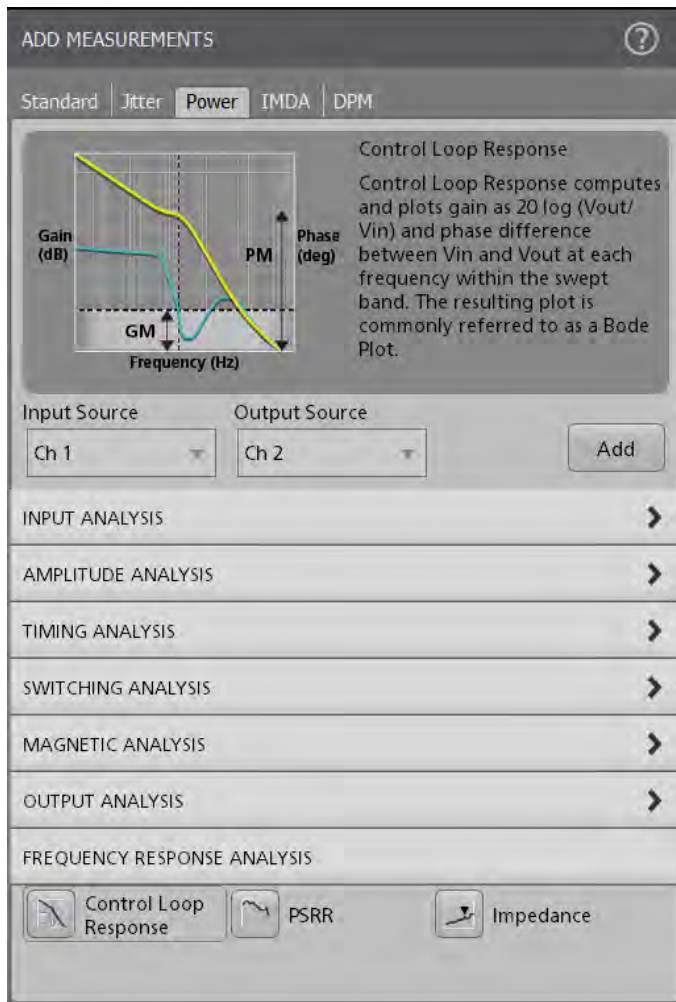 ADD MEASUREMENTS ?
Standard Jitter Power IMDA DPM
Control Loop Response
Control Loop Response computes
and plots gain as 20 log (Vout/
Vin) and phase difference
between Vin and Vout at each
frequency within the swept
band. The resulting plot is
commonly referred to as a Bode
Plot.
Gain
(dB)
PM
Phase
(deg)
GM
Frequency (Hz)
Input Source Output Source
Ch 1 Ch 2 Add
INPUT ANALYSIS
AMPLITUDE ANALYSIS
TIMING ANALYSIS
SWITCHING ANALYSIS
MAGNETIC ANALYSIS
OUTPUT ANALYSIS
FREQUENCY RESPONSE ANALYSIS
Control Loop
Response
PSRR
Impedance